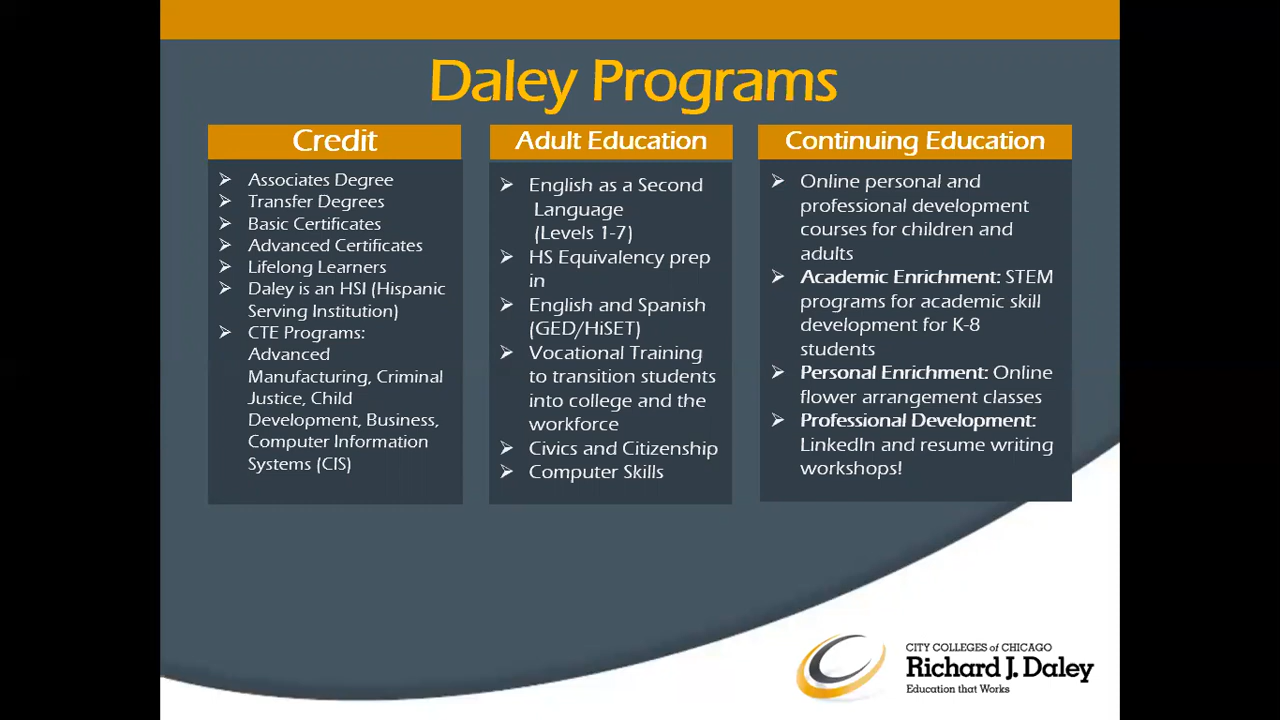 Daley Programs
Credit
Associates Degree
Transfer Degrees
Basic Certificates
Advanced Certificates
Lifelong Learners
Daley is an HSI (Hispanic
Serving Institution)
CTE Programs:
Advanced
Manufacturing, Criminal
Justice, Child
Development, Business,
Computer Information
Systems (CIS)
Adult Education
English as a Second
Language
(Levels 1-7)
HS Equivalency prep
in
English and Spanish
(GED/HiSET)
Vocational Training
to transition students
into college and the
workforce
Civics and Citizenship
Computer Skills
Continuing Education
Online personal and
professional development
courses for children and
adults
Academic Enrichment: STEM
programs for academic skill
development for K-8
students
Personal Enrichment: Online
flower arrangement classes
Professional Development:
LinkedIn and resume writing
workshops!
CITY COLLEGES of CHICAGO
Richard J. Daley
Education that Works